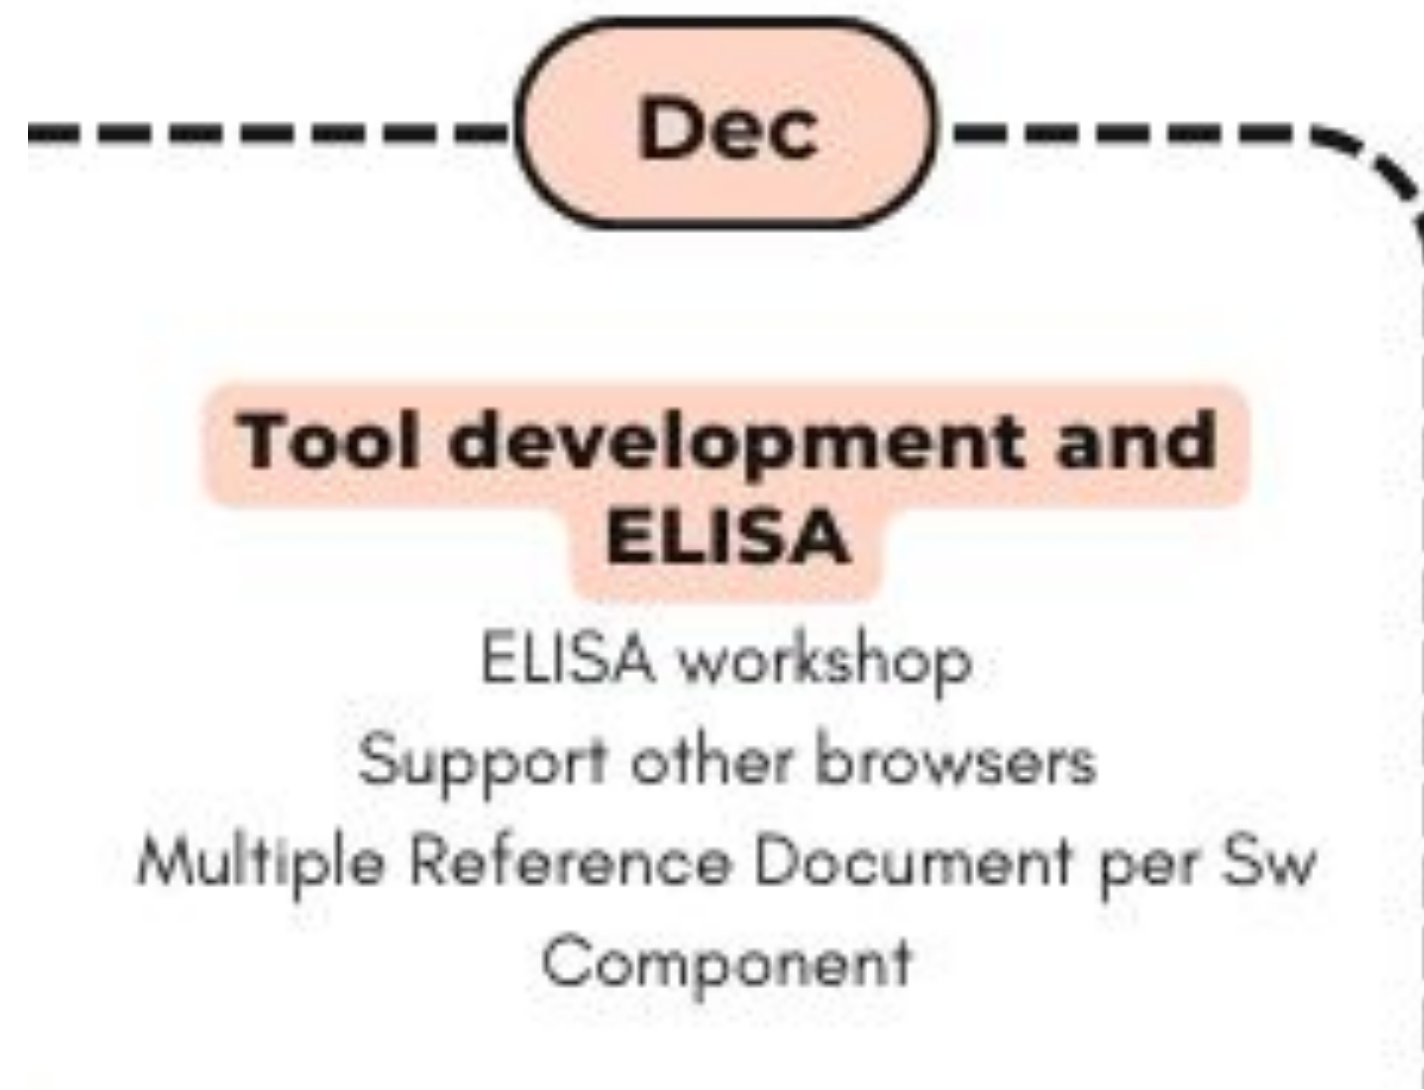 Dec
Tool development and
ELISA
ELISA workshop
Support other browsers
Multiple Reference Document per Sw
Component